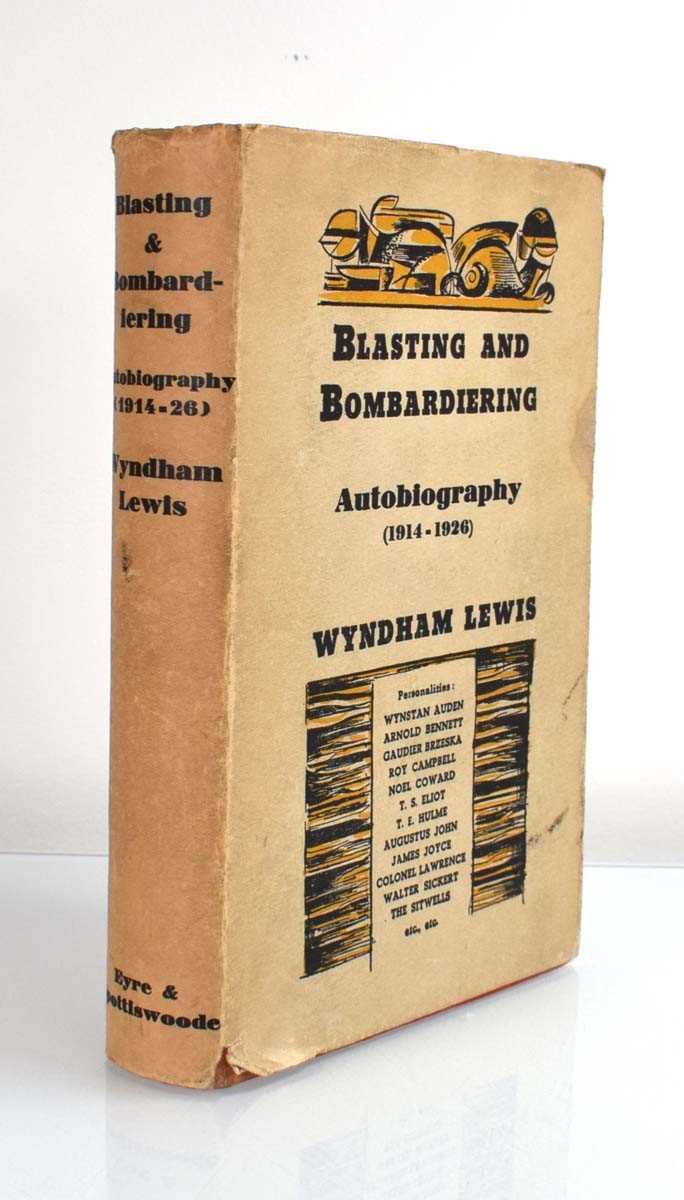 Blasting
&
Bombard-
iering
Autobiography
(1914-26)
Wyndham
Lewis
Eyre &
Spottiswoode
BLASTING AND
BOMBARDIERING
Autobiography
(1914-1926)
WYNDHAM LEWIS
Personalities:
WYNSTAN AUDEN
ARNOLD BENNETT
GAUDIER BRZESKA
ROY CAMPBELL
NOEL COWARD
T. S. ELIOT
T. E. HULME
AUGUSTUS JOHN
JAMES JOYCE
COLONEL LAWRENCE
WALTER SICKERT
THE SITWELLS
etc., etc.